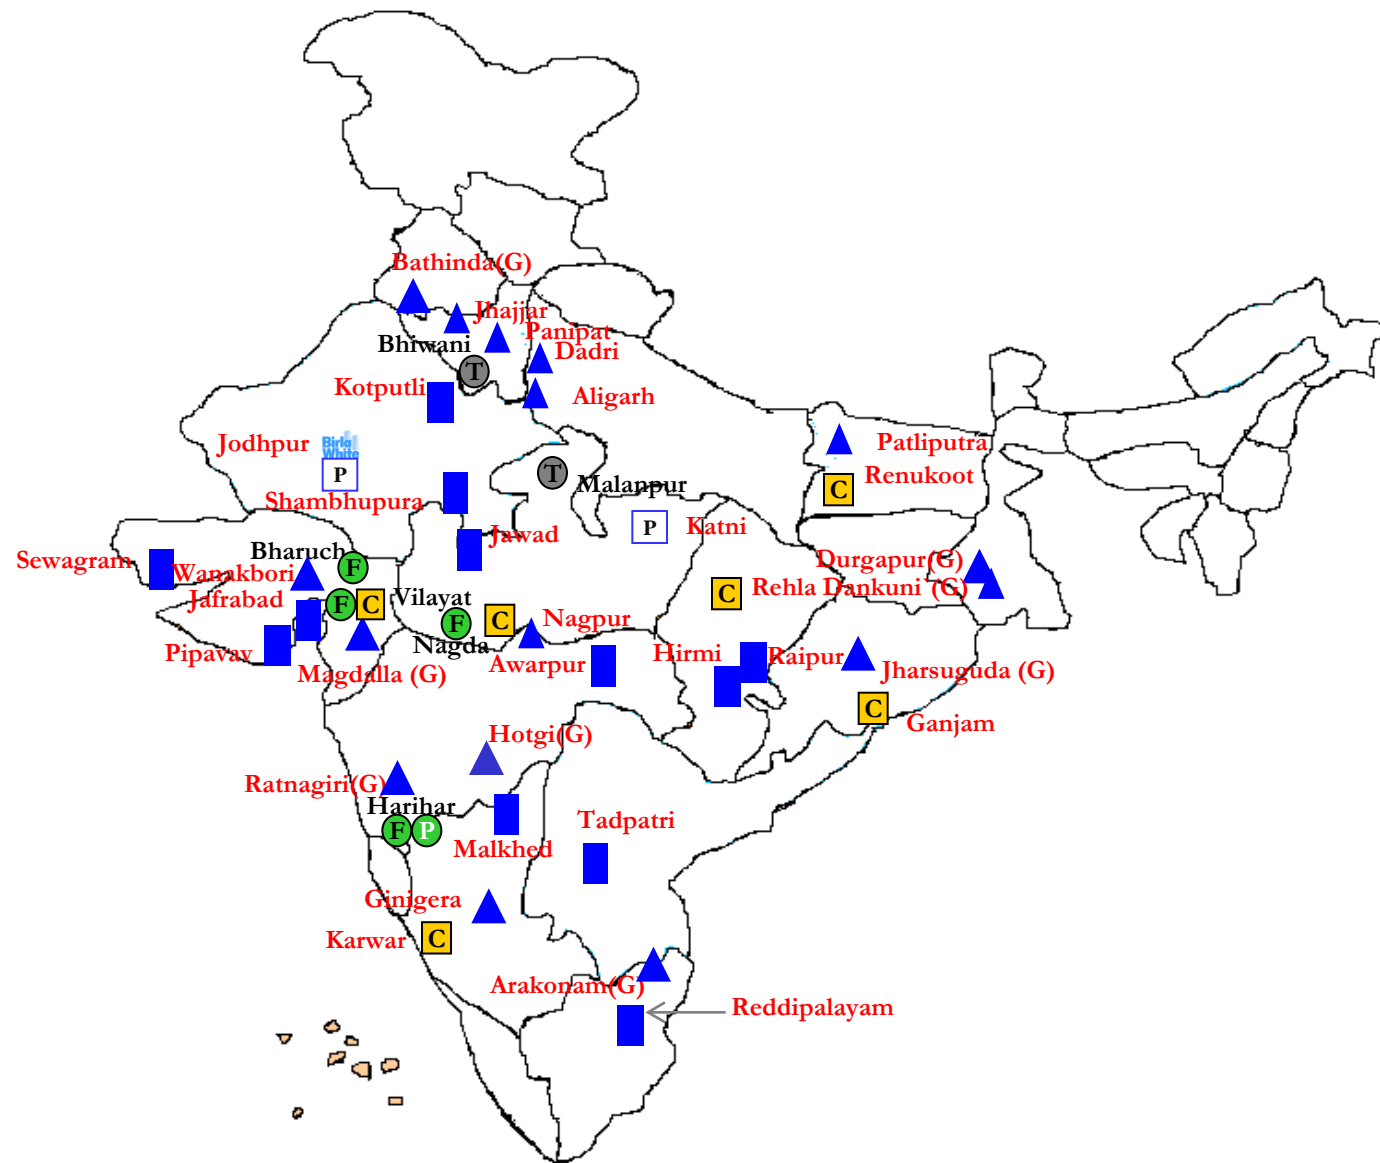 Bathinda(G)
Jhajjar
Panipat
Bhiwani
Dadri
T
Kotputli
Aligarh
Jodhpur
Birla
White
P
Patliputra
T
Malanpur
Renukoot
C
Shambhupura
P
Katni
Jawad
Sewagram
Bharuch
F
Wanakbori
Durgapur(G)
Jafrabad
F
C
Vilayat
C
Rehla
Dankuni (G)
F
C
Nagpur
Nagda
Pipavav
Magdalla (G)
Awarpur
Hirmi
Raipur
Jharsuguda (G)
C
Ganjam
Hotgi(G)
Ratnagiri(G)
Harihar
F
P
Malkhed
Tadpatri
Ginigera
Karwar
C
Arakonam(G)
Reddipalayam